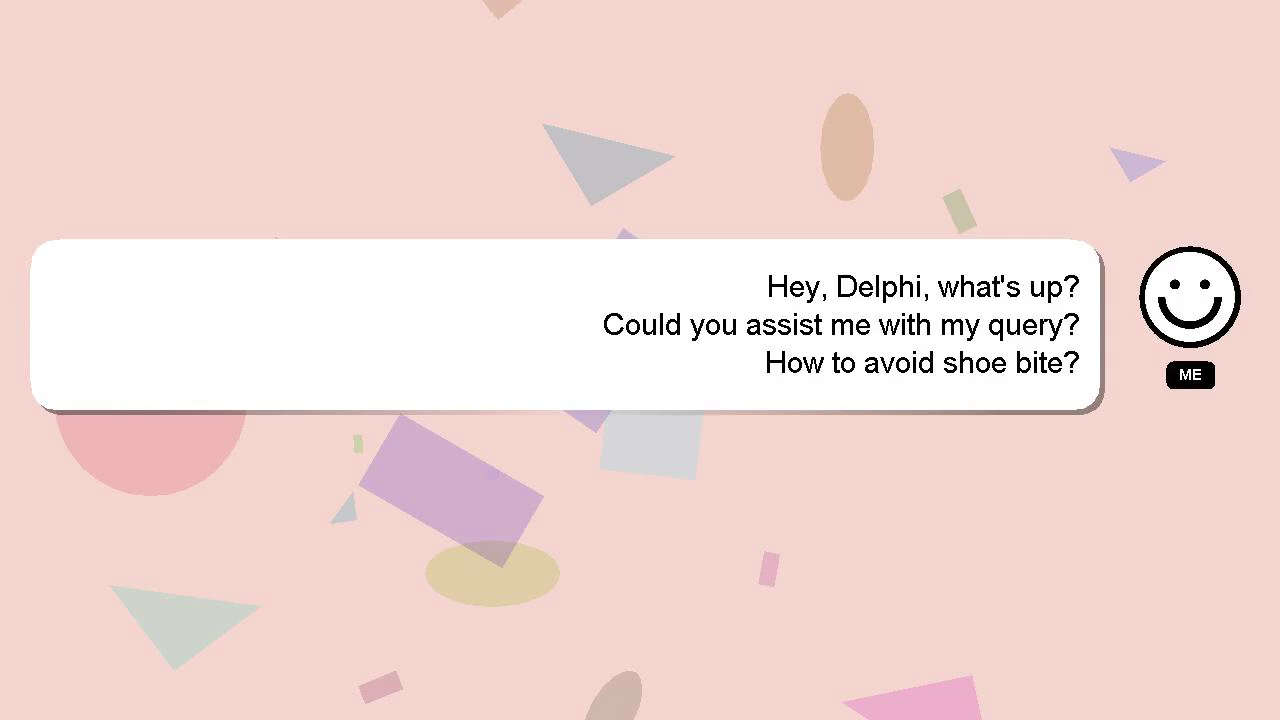 Hey, Delphi, what's up?
Could you assist me with my query?
How to avoid shoe bite?
ME